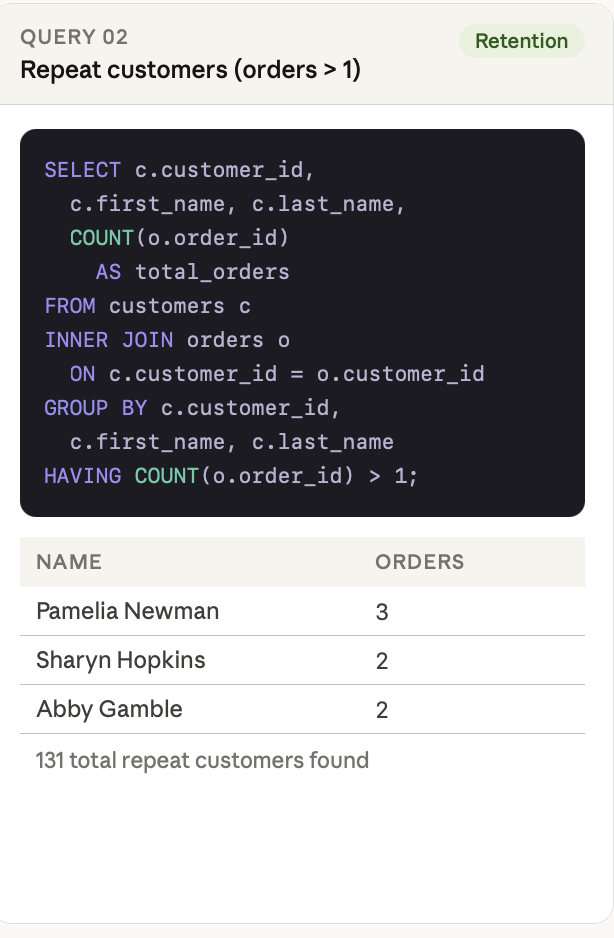 QUERY 02
Retention
Repeat customers (orders > 1)
SELECT c.customer_id,
c.first_name, c.last_name,
COUNT(o.order_id)
AS total_orders
FROM customers c
INNER JOIN orders o
ON c.customer_id = o.customer_id
GROUP BY c.customer_id,
c.first_name, c.last_name
HAVING COUNT(o.order_id) > 1;
NAME ORDERS
Pamelia Newman 3
Sharyn Hopkins 2
Abby Gamble 2
131 total repeat customers found